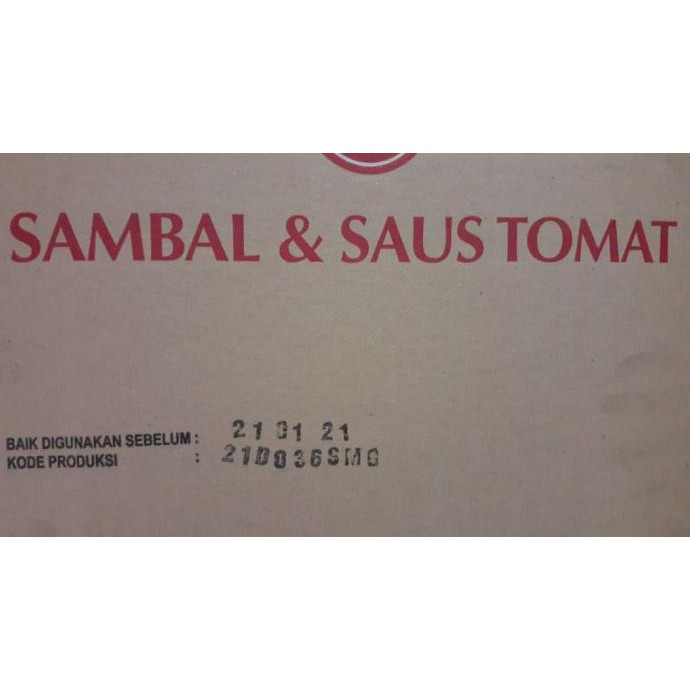 SAMBAL & SAUS TOMAT
BAIK DIGUNAKAN SEBELUM : 21 01 21
KODE PRODUKSI : 21D036SMG